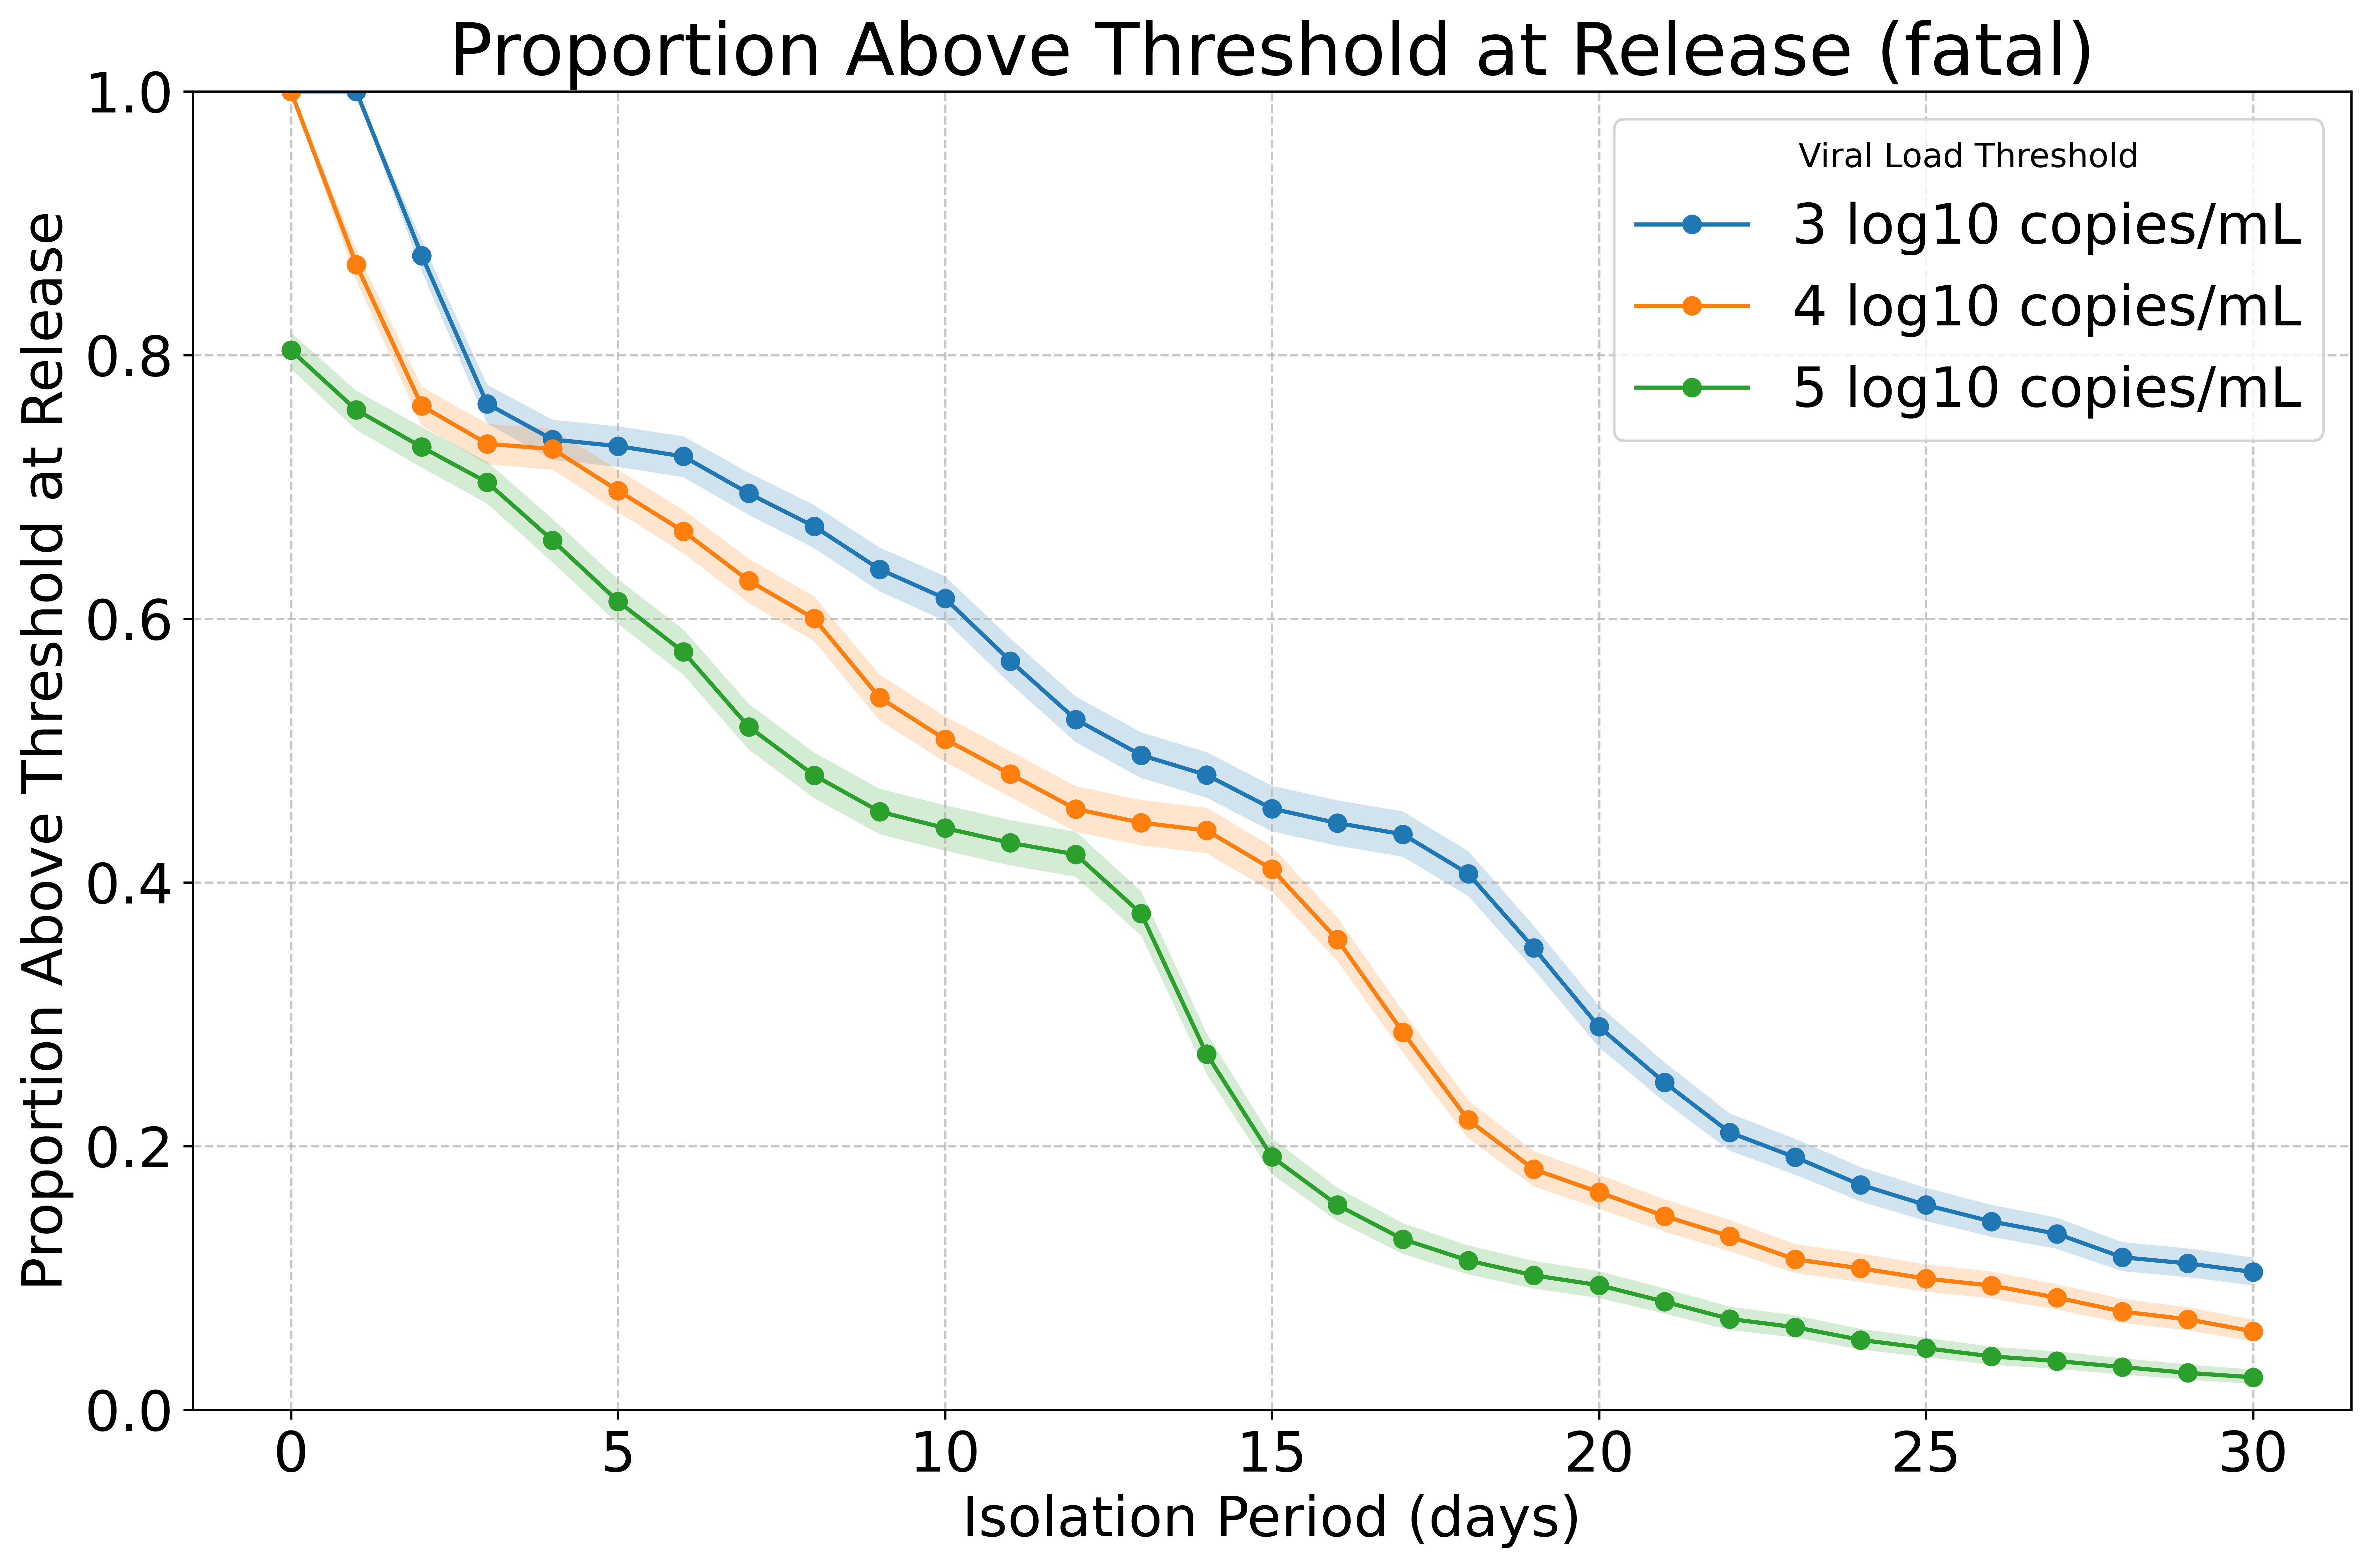 Proportion Above Threshold at Release (fatal)
Proportion Above Threshold at Release
1.0
0.8
0.6
0.4
0.2
0.0
Viral Load Threshold
3 log10 copies/mL
4 log10 copies/mL
5 log10 copies/mL
0 5 10 15 20 25 30
Isolation Period (days)